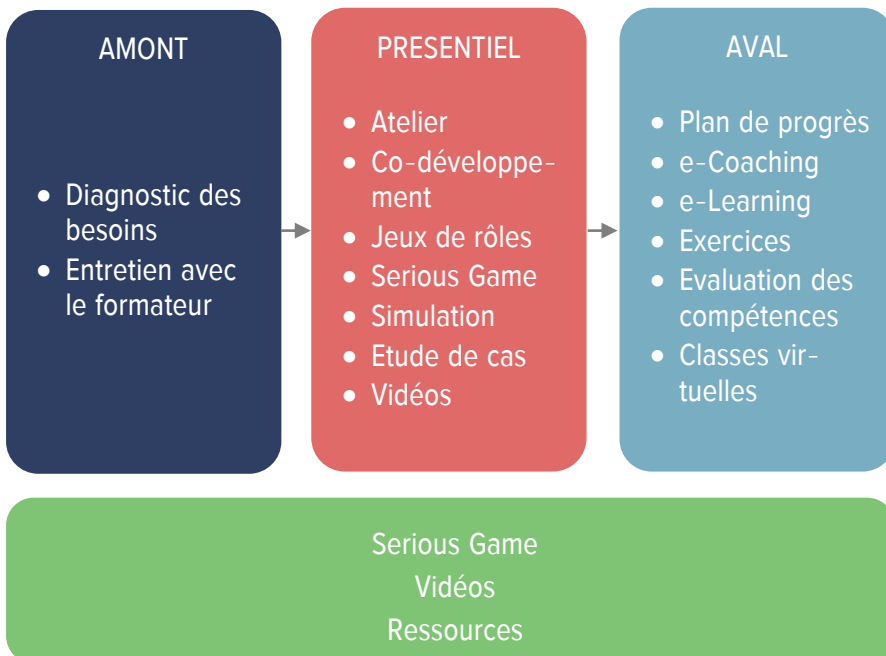 AMONT
• Diagnostic des
besoins
• Entretien avec
le formateur
PRESENTIEL
• Atelier
• Co-développe-
ment
• Jeux de rôles
• Serious Game
• Simulation
• Etude de cas
• Vidéos
AVAL
• Plan de progrès
• e-Coaching
• e-Learning
• Exercices
• Evaluation des
compétences
• Classes vir-
tuelles
Serious Game
Vidéos
Ressources